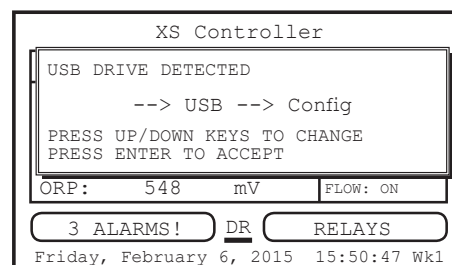 XS Controller
USB DRIVE DETECTED
--> USB --> Config
PRESS UP/DOWN KEYS TO CHANGE
PRESS ENTER TO ACCEPT
ORP: 548 mV FLOW: ON
3 ALARMS! DR RELAYS
Friday, February 6, 2015 15:50:47 Wk1